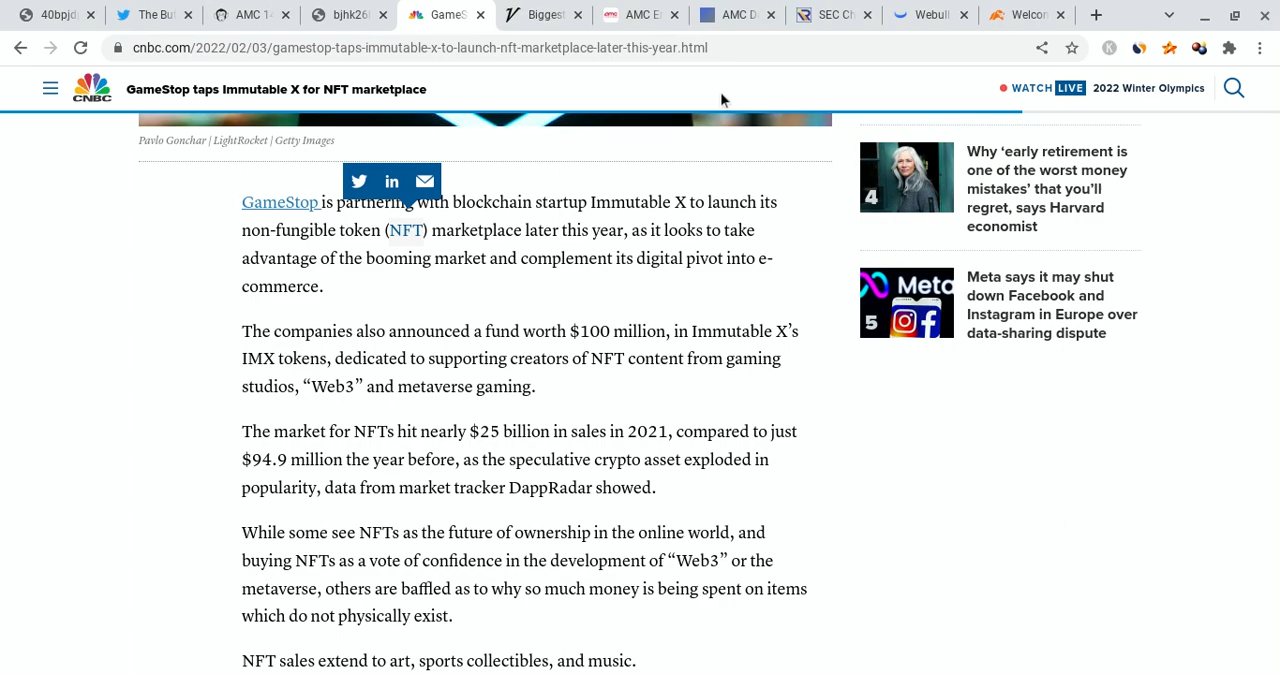 40bpjd
The Bu
AMC 1
bjhk26
GameS
Biggest
AMC E
AMC D
SEC Ch
Webull
Welcon
cnbc.com/2022/02/03/gamestop-taps-immutable-x-to-launch-nft-marketplace-later-this-year.html
K
CNBC
GameStop taps Immutable X for NFT marketplace
WATCH LIVE 2022 Winter Olympics
Pavlo Gonchar | LightRocket | Getty Images
in
GameStop is partnering with blockchain startup Immutable X to launch its
non-fungible token (NFT) marketplace later this year, as it looks to take
advantage of the booming market and complement its digital pivot into e-
commerce.
The companies also announced a fund worth $100 million, in Immutable X’s
IMX tokens, dedicated to supporting creators of NFT content from gaming
studios, “Web3” and metaverse gaming.
The market for NFTs hit nearly $25 billion in sales in 2021, compared to just
$94.9 million the year before, as the speculative crypto asset exploded in
popularity, data from market tracker DappRadar showed.
While some see NFTs as the future of ownership in the online world, and
buying NFTs as a vote of confidence in the development of “Web3” or the
metaverse, others are baffled as to why so much money is being spent on items
which do not physically exist.
NFT sales extend to art, sports collectibles, and music.
4
Why ‘early retirement is
one of the worst money
mistakes’ that you’ll
regret, says Harvard
economist
Meta
5
Meta says it may shut
down Facebook and
Instagram in Europe over
data-sharing dispute